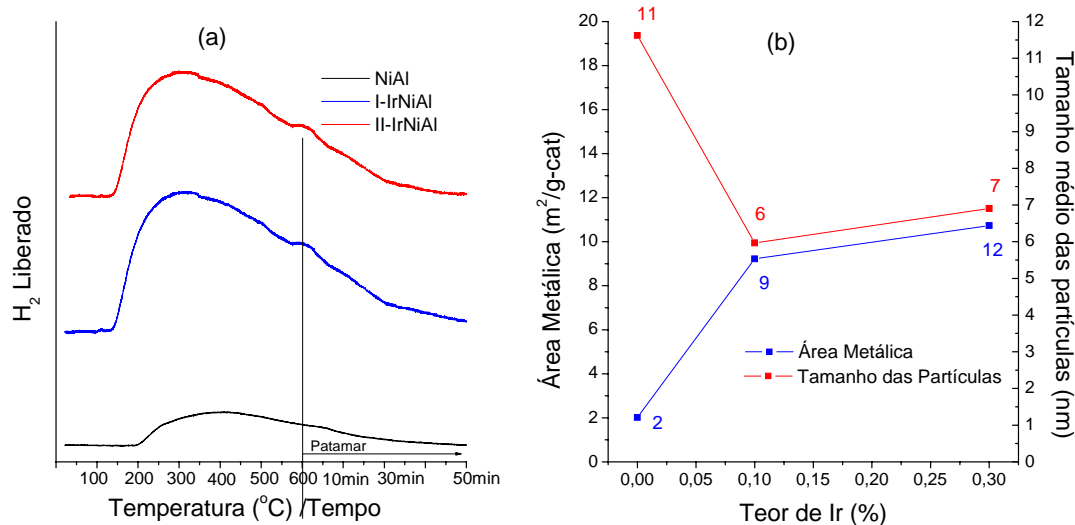 (a)
NiAl
I-IrNiAl
II-IrNiAl
H2 Liberado
Patamar
100 200 300 400 500 600 10min 30min 50min
Temperatura (oC) /Tempo
(b)
20
18
16
14
12
10
8
6
4
2
0
Área Metálica (m2/g-cat)
11
6
7
9
12
2
Área Metálica
Tamanho das Partículas
12
11
10
9
8
7
6
5
4
3
2
1
0
Tamanho médio das partículas (nm)
0,00 0,05 0,10 0,15 0,20 0,25 0,30
Teor de Ir (%)